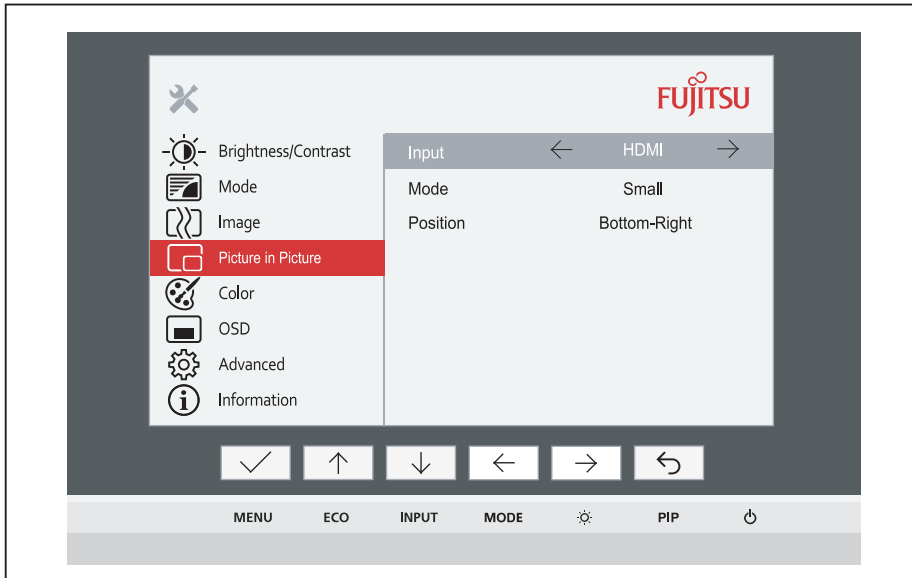 FUJITSU
Brightness/Contrast
Mode
Image
Picture in Picture
Color
OSD
Advanced
Information
Input HDMI
Mode Small
Position Bottom-Right
MENU ECO INPUT MODE PIP